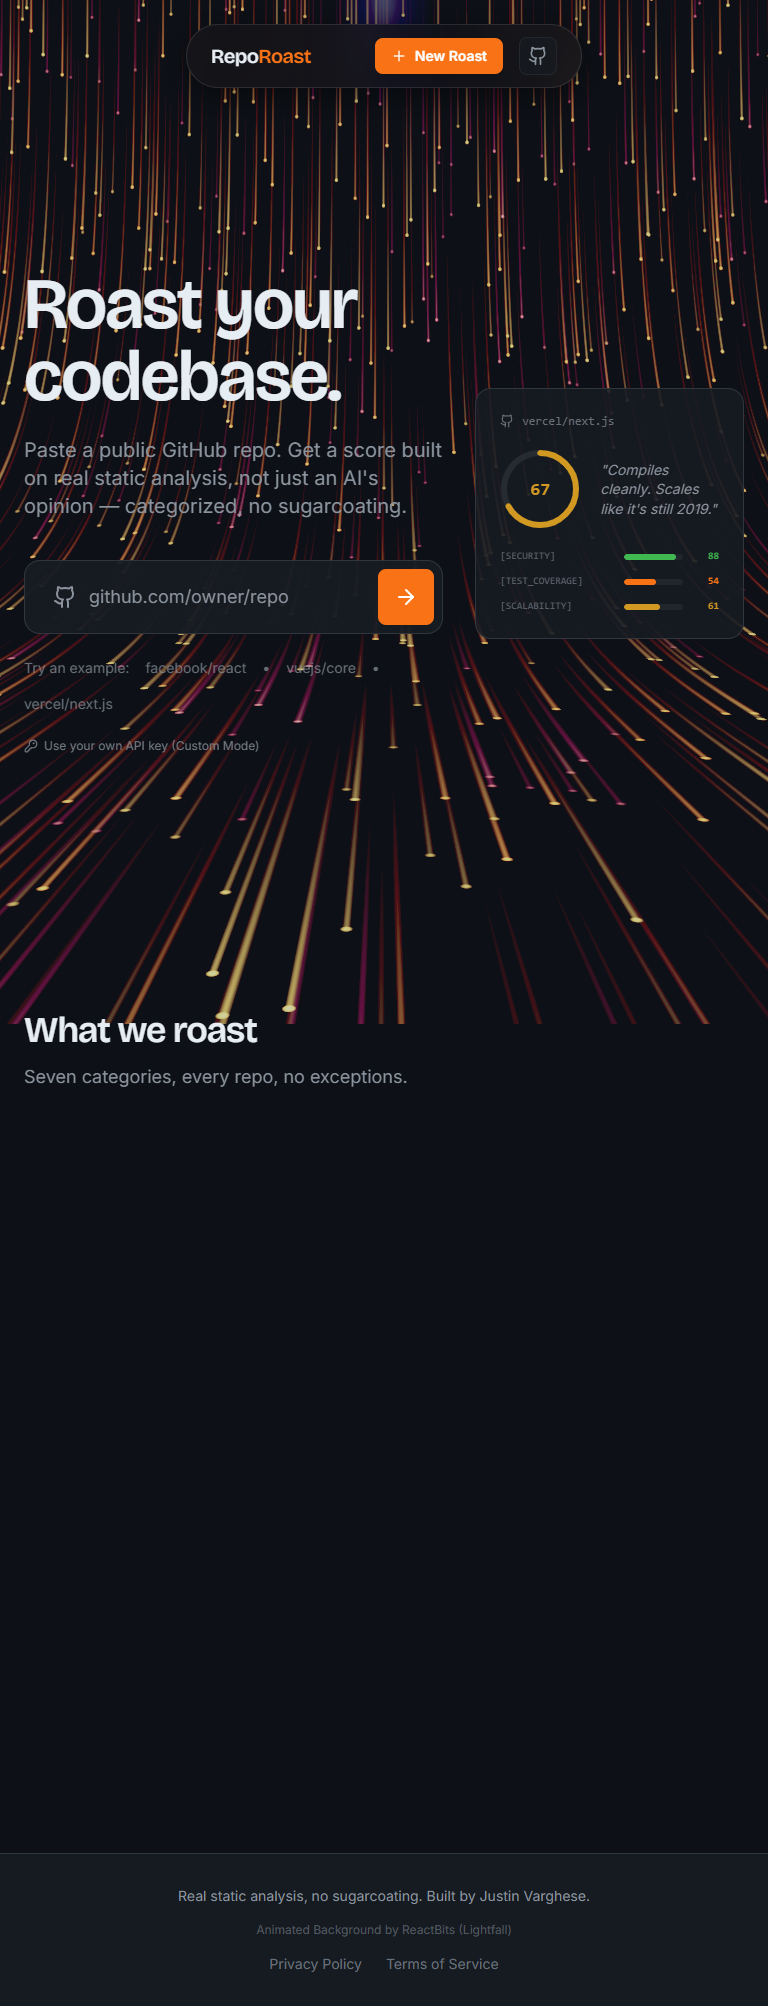 RepoRoast
New Roast
Roast your
codebase.
Paste a public GitHub repo. Get a score built
on real static analysis, not just an AI's
opinion — categorized, no sugarcoating.
github.com/owner/repo
Try an example: facebook/react • vuejs/core •
vercel/next.js
Use your own API key (Custom Mode)
vercel/next.js
67
"Compiles
cleanly. Scales
like it's still 2019."
[SECURITY] 88
[TEST_COVERAGE] 54
[SCALABILITY] 61
What we roast
Seven categories, every repo, no exceptions.
Real static analysis, no sugarcoating. Built by Justin Varghese.
Animated Background by ReactBits (Lightfall)
Privacy Policy Terms of Service